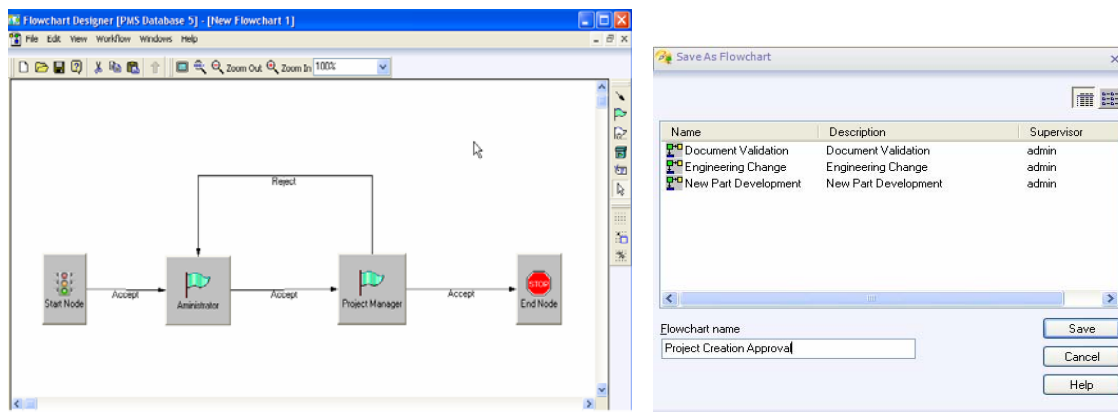 Flowchart Designer [PMS Database 5] - [New Flowchart 1]
File Edit View Workflow Windows Help
Zoom Out Zoom In 100%
Reject
Start Node
Accept
Aministrator
Accept
Project Manager
Accept
STOP
End Node
Save As Flowchart
Name Description Supervisor
Document Validation Document Validation admin
Engineering Change Engineering Change admin
New Part Development New Part Development admin
Flowchart name
Project Creation Approval
Save
Cancel
Help